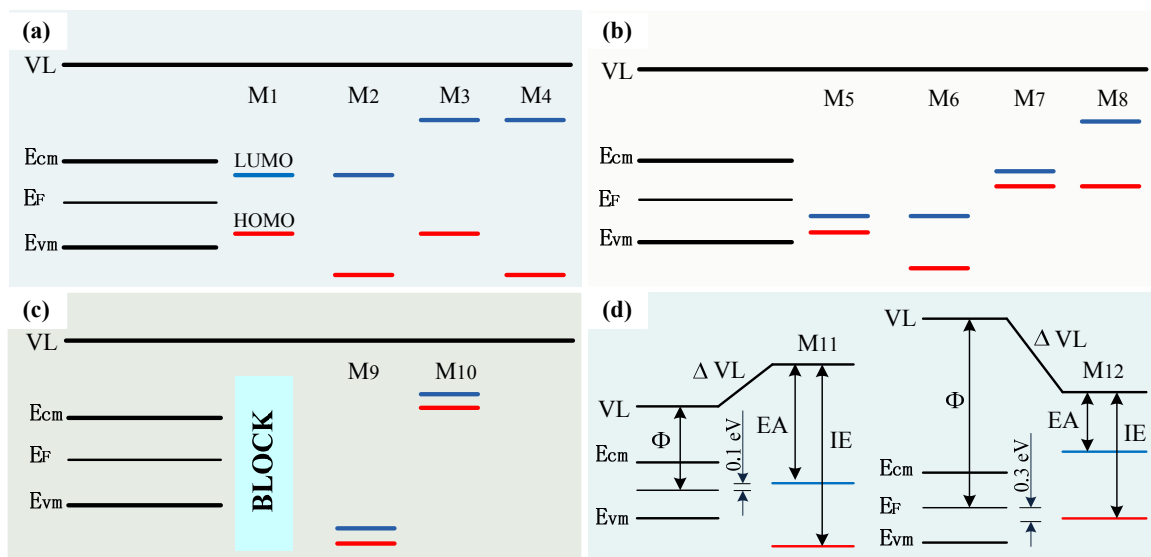 (a)
VL
M1 M2 M3 M4
Ecm
LUMO
EF
HOMO
Evm
(b)
VL
M5 M6 M7 M8
Ecm
EF
Evm
(c)
VL
M9 M10
Ecm
EF
Evm
BLOCK
(d)
M11
Δ VL
VL
Φ
EA
IE
0.1 eV
Ecm
Evm
VL
Δ VL
M12
Φ
EA
IE
0.3 eV
Ecm
EF
Evm